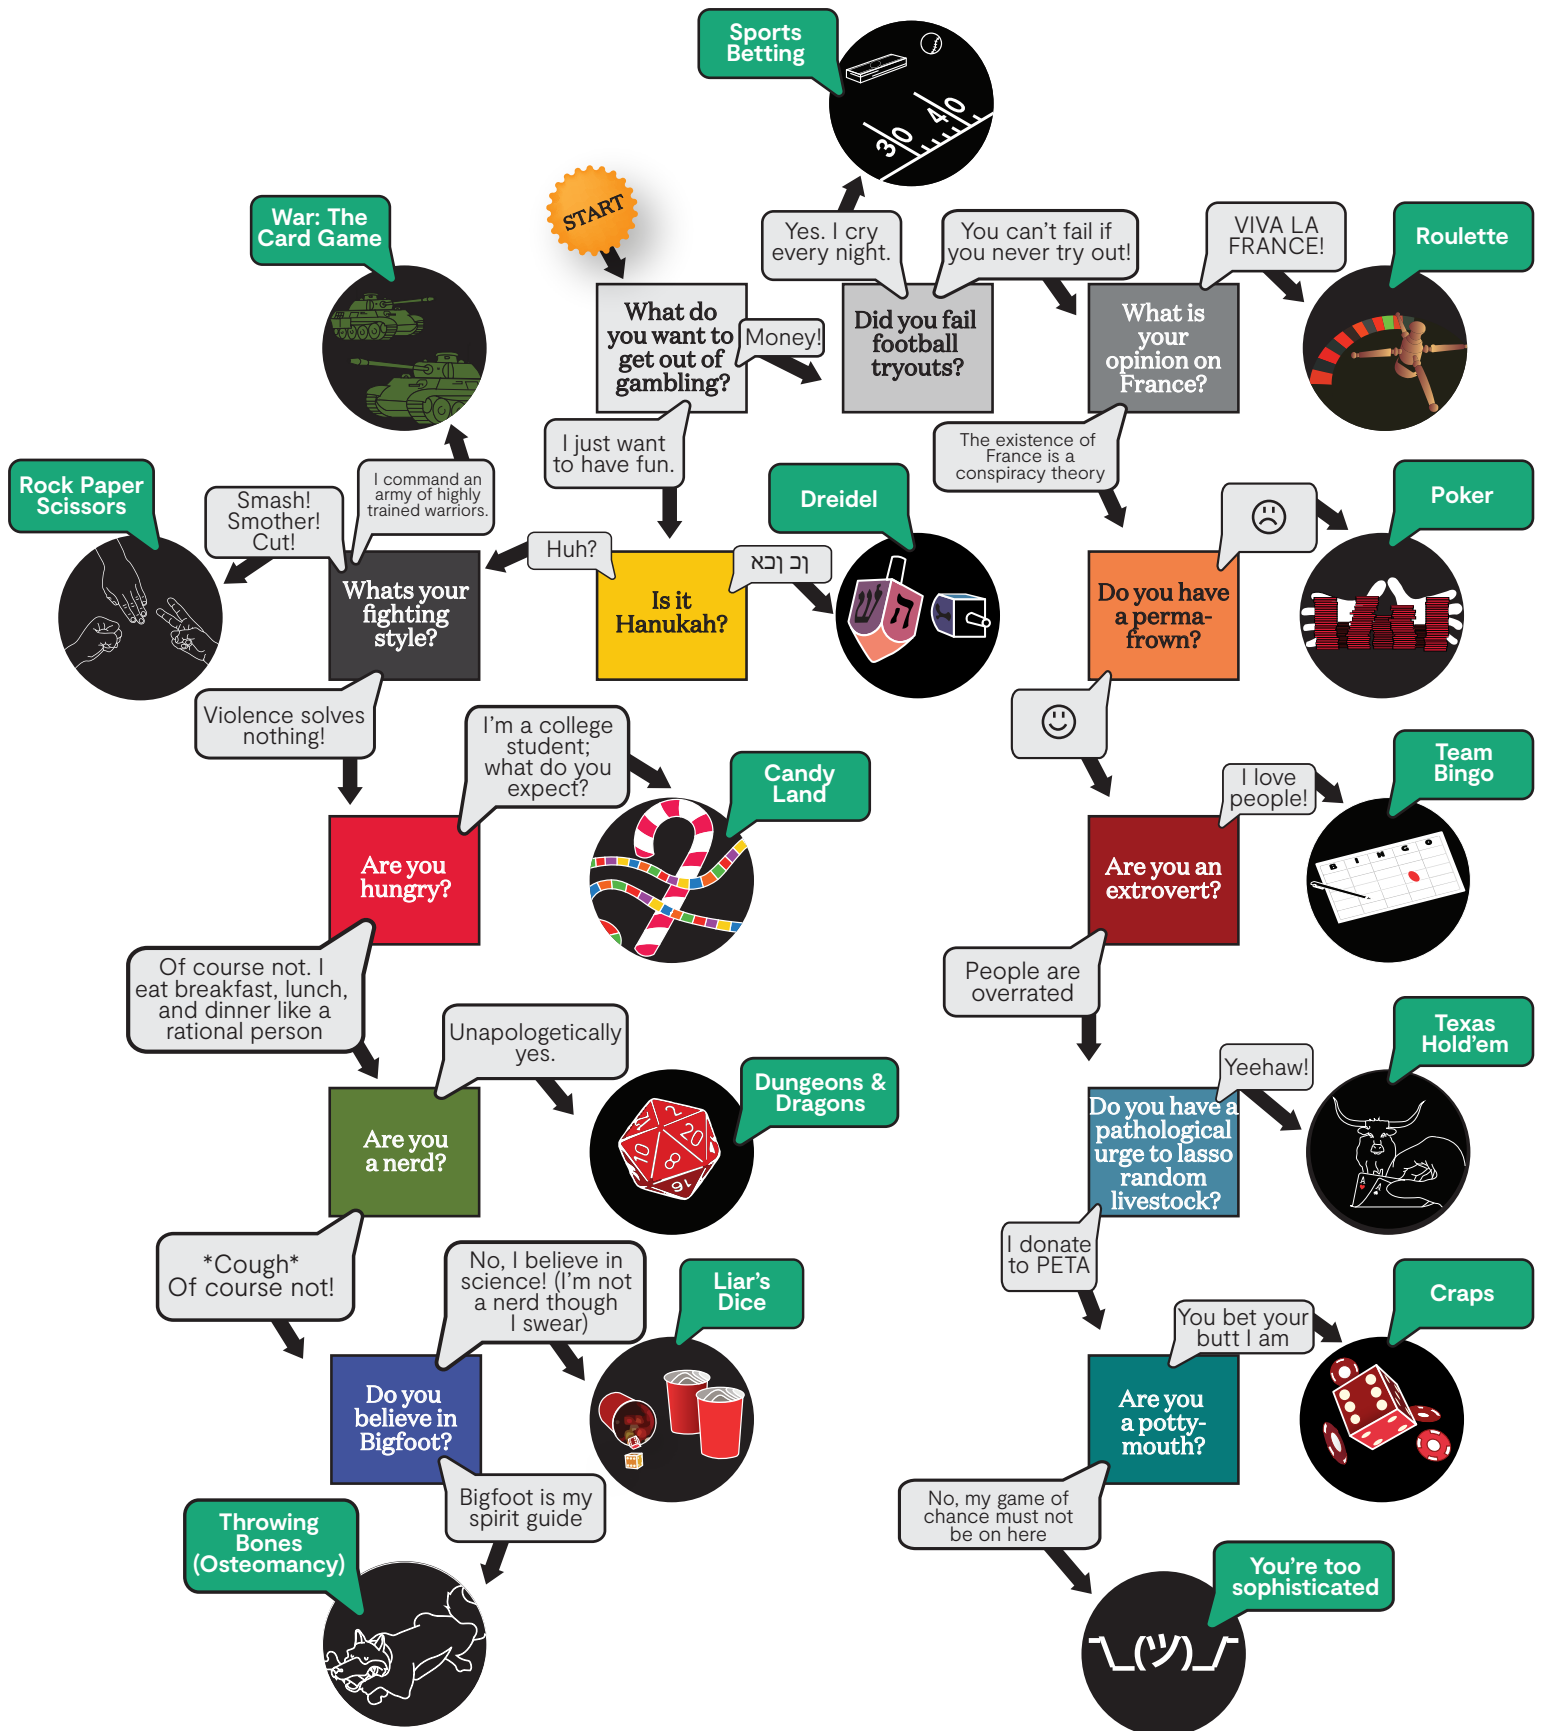 Sports
Betting
START
War: The
Card Game
Yes. I cry
every night.
You can't fail if
you never try out!
VIVA LA
FRANCE!
Roulette
30
40
What do
you want to
get out of
gambling?
Money!
Did you fail
football
tryouts?
What is
your
opinion on
France?
I just want
to have fun.
The existence of
France is a
conspiracy theory
Rock Paper
Scissors
Smash!
Smother!
Cut!
I command an
army of highly
trained warriors.
Dreidel
Poker
☹
Huh?
אכן כן
ש
ה
Whats your
fighting
style?
Is it
Hanukah?
Do you have
a perma-
frown?
Violence solves
nothing!
I'm a college
student;
what do you
expect?
Candy
Land
☺
I love
people!
Team
Bingo
Are you
hungry?
Are you an
extrovert?
B I N G O
Of course not. I
eat breakfast, lunch,
and dinner like a
rational person
People are
overrated
Unapologetically
yes.
Dungeons &
Dragons
Texas
Hold'em
Yeehaw!
Are you
a nerd?
2
20
10
8
16
Do you have a
pathological
urge to lasso
random
livestock?
A
A
*Cough*
Of course not!
No, I believe in
science! (I'm not
a nerd though
I swear)
Liar's
Dice
I donate
to PETA
You bet your
butt I am
Craps
Do you
believe in
Bigfoot?
Are you
a potty-
mouth?
Bigfoot is my
spirit guide
No, my game of
chance must not
be on here
Throwing
Bones
(Osteomancy)
You're too
sophisticated
¯\_(ツ)_/¯